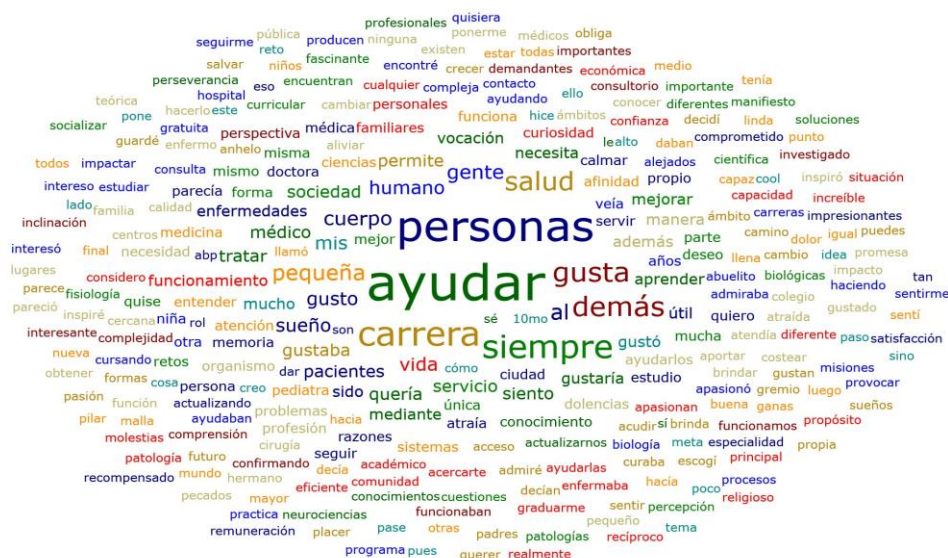 profesionales quisiera
pública ninguna ponerme médicos obliga
seguirme reto producen existen estar todas importantes
salvar niños fascinante encontré crecer demandantes económica medio
perseverancia eso encuentran cualquier compleja contacto consultorio importante tenía
teórica hospital curricular cambiar personales ayudando ello conocer diferentes manifiesto
pone hacerlo este funciona hice ámbitos confianza decidí linda soluciones
socializar gratuita perspectiva médica familiares vocación curiosidad le alto daban comprometido punto
guardé enfermo anhelo aliviar necesita calmar alejados científica investigado
todos impactar consulta misma doctora ciencias permite gente salud afinidad propio capaz cool inspiró situación
intereso estudiar parecía mismo forma sociedad humano veía mejorar capacidad increíble
lado familia calidad enfermedades cuerpo personas servir manera ámbito carreras impresionantes
inclinación centros medicina médico mis mejor además parte camino dolor igual puedes
interesó final necesidad abp llamó tratar deseo llena cambio idea promesa
lugares considero funcionamiento pequeña ayudar gusta años abuelito biológicas impacto tan
parece fisiología aprender admiraba colegio haciendo sentirme
pareció inspiré quise entender mucho gusto al demás útil quiero atraída gustado sentí
cercana niña rol atención sueño son carrera siempre sé 10mo
interesante complejidad otra memoria gustaba gustó mucha atendía diferente paso satisfacción
nueva cursando retos organismo dar pacientes vida cómo ciudad ayudarlos aportar costear sino
obtener formas cosa persona creo pediatra sido quería servicio siento gustaría estudio brindar gustan misiones
pasión función actualizando problemas hacia mediante única dolencias apasionó gremio luego provocar
pilar malla ayudaban profesión razones atraía conocimiento apasionan buena ganas sueños
molestias comprensión cirugía seguir sistemas acceso actualizarnos acudir sí brinda funcionamos propósito
patología futuro confirmando decía académico biología meta especialidad propia
recompensado mundo hermano eficiente comunidad acercarte admiré ayudarlas curaba escogí principal
pecados mayor conocimientos cuestiones decían enfermaba hacía poco procesos
practica neurociencias funcionaban graduarme sentir percepción religioso
remuneración placer pase otras padres patologías pequeño recíproco tema
programa pues querer realmente